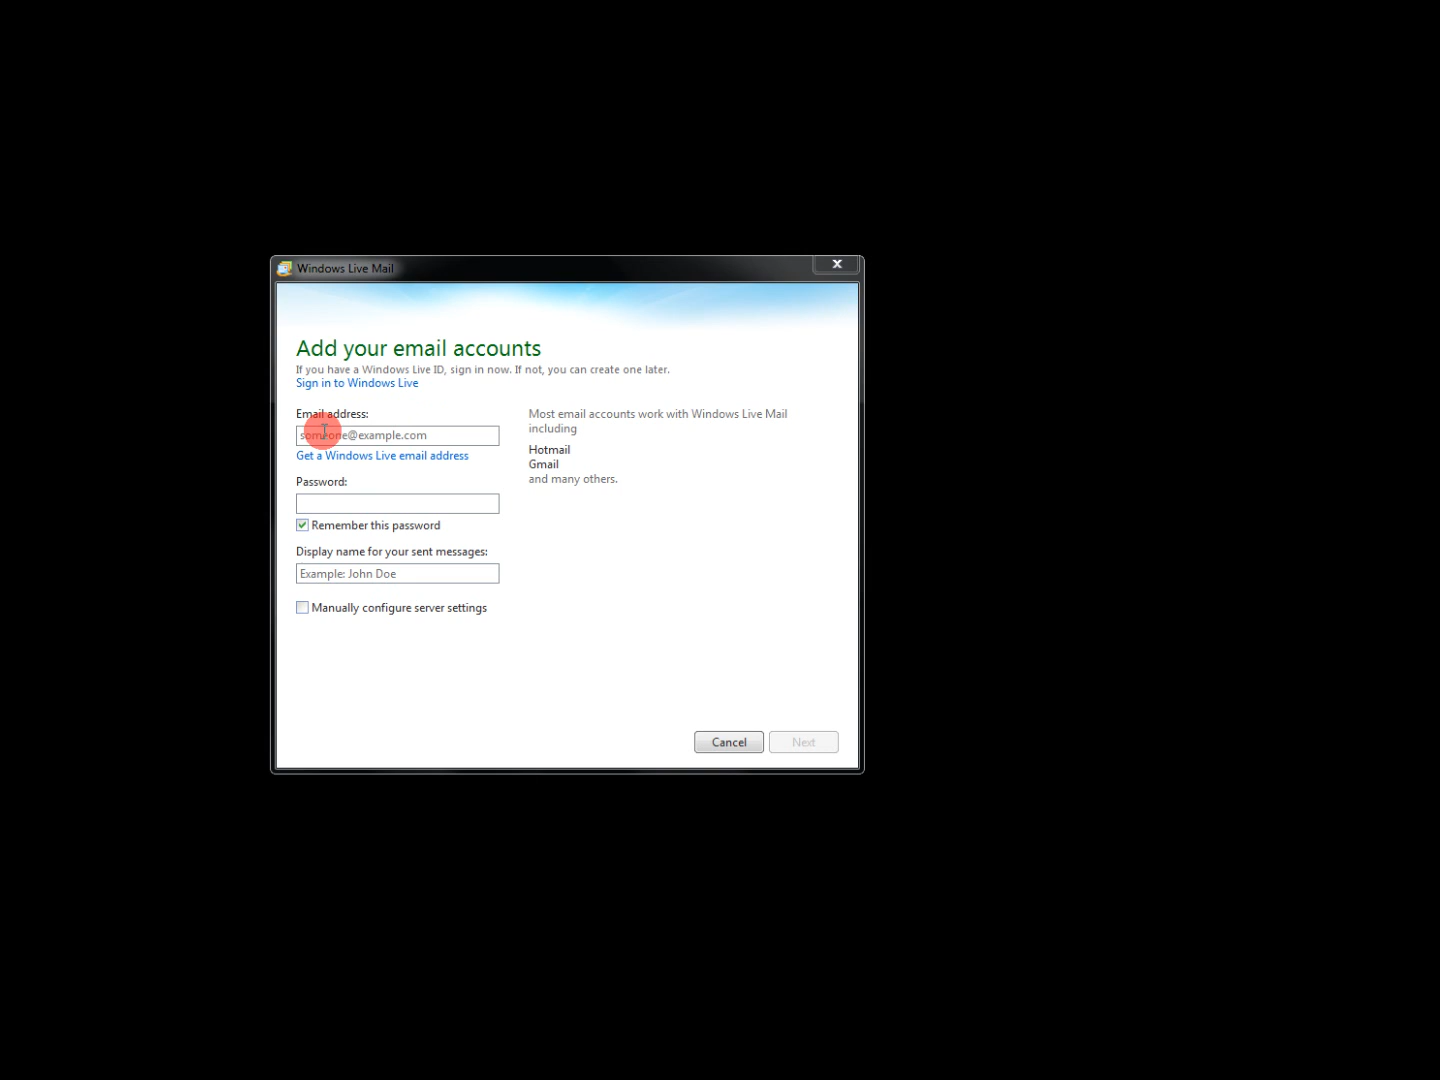 Windows Live Mail
Add your email accounts
If you have a Windows Live ID, sign in now. If not, you can create one later.
Sign in to Windows Live
Email address:
someone@example.com
Get a Windows Live email address
Password:
Remember this password
Display name for your sent messages:
Example: John Doe
Manually configure server settings
Most email accounts work with Windows Live Mail
including
Hotmail
Gmail
and many others.
Cancel
Next